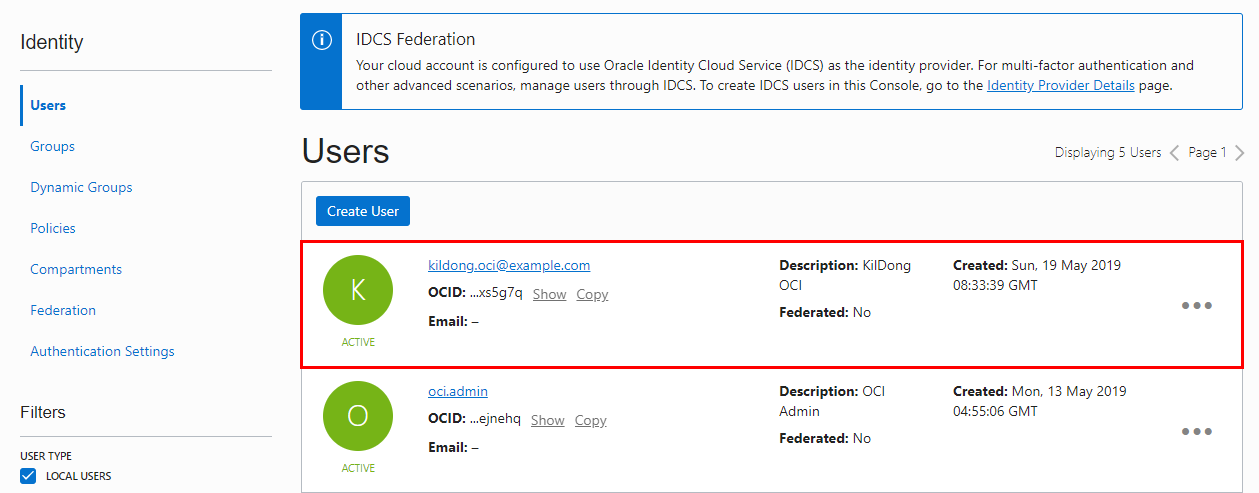 Identity
Users
Groups
Dynamic Groups
Policies
Compartments
Federation
Authentication Settings
Filters
USER TYPE
LOCAL USERS
IDCS Federation
Your cloud account is configured to use Oracle Identity Cloud Service (IDCS) as the identity provider. For multi-factor authentication and
other advanced scenarios, manage users through IDCS. To create IDCS users in this Console, go to the Identity Provider Details page.
Users
Displaying 5 Users Page 1
Create User
K
ACTIVE
kildong.oci@example.com
OCID: ...xs5g7q Show Copy
Email: –
Description: KilDong
OCI
Federated: No
Created: Sun, 19 May 2019
08:33:39 GMT
O
ACTIVE
oci.admin
OCID: ...ejnehq Show Copy
Email: –
Description: OCI
Admin
Federated: No
Created: Mon, 13 May 2019
04:55:06 GMT